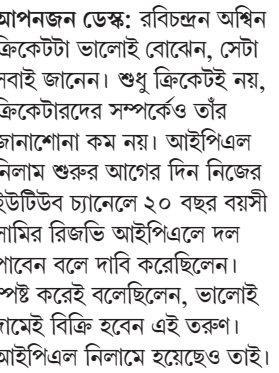 আপনজন ডেস্ক: রবিচন্দ্রন অশ্বিন
ক্রিকেটটা ভালোই বোঝেন, সেটা
সবাই জানেন। শুধু ক্রিকেটই নয়,
ক্রিকেটারদের সম্পর্কেও তাঁর
জানাশোনা কম নয়। আইপিএল
নিলাম শুরুর আগের দিন নিজের
ইউটিউব চ্যানেলে ২০ বছর বয়সী
সামির রিজভি আইপিএলে দল
পাবেন বলে দাবি করেছিলেন।
স্পষ্ট করেই বলেছিলেন, ভালোই
দামেই বিক্রি হবেন এই তরুণ।
আইপিএল নিলামে হয়েছেও তাই।